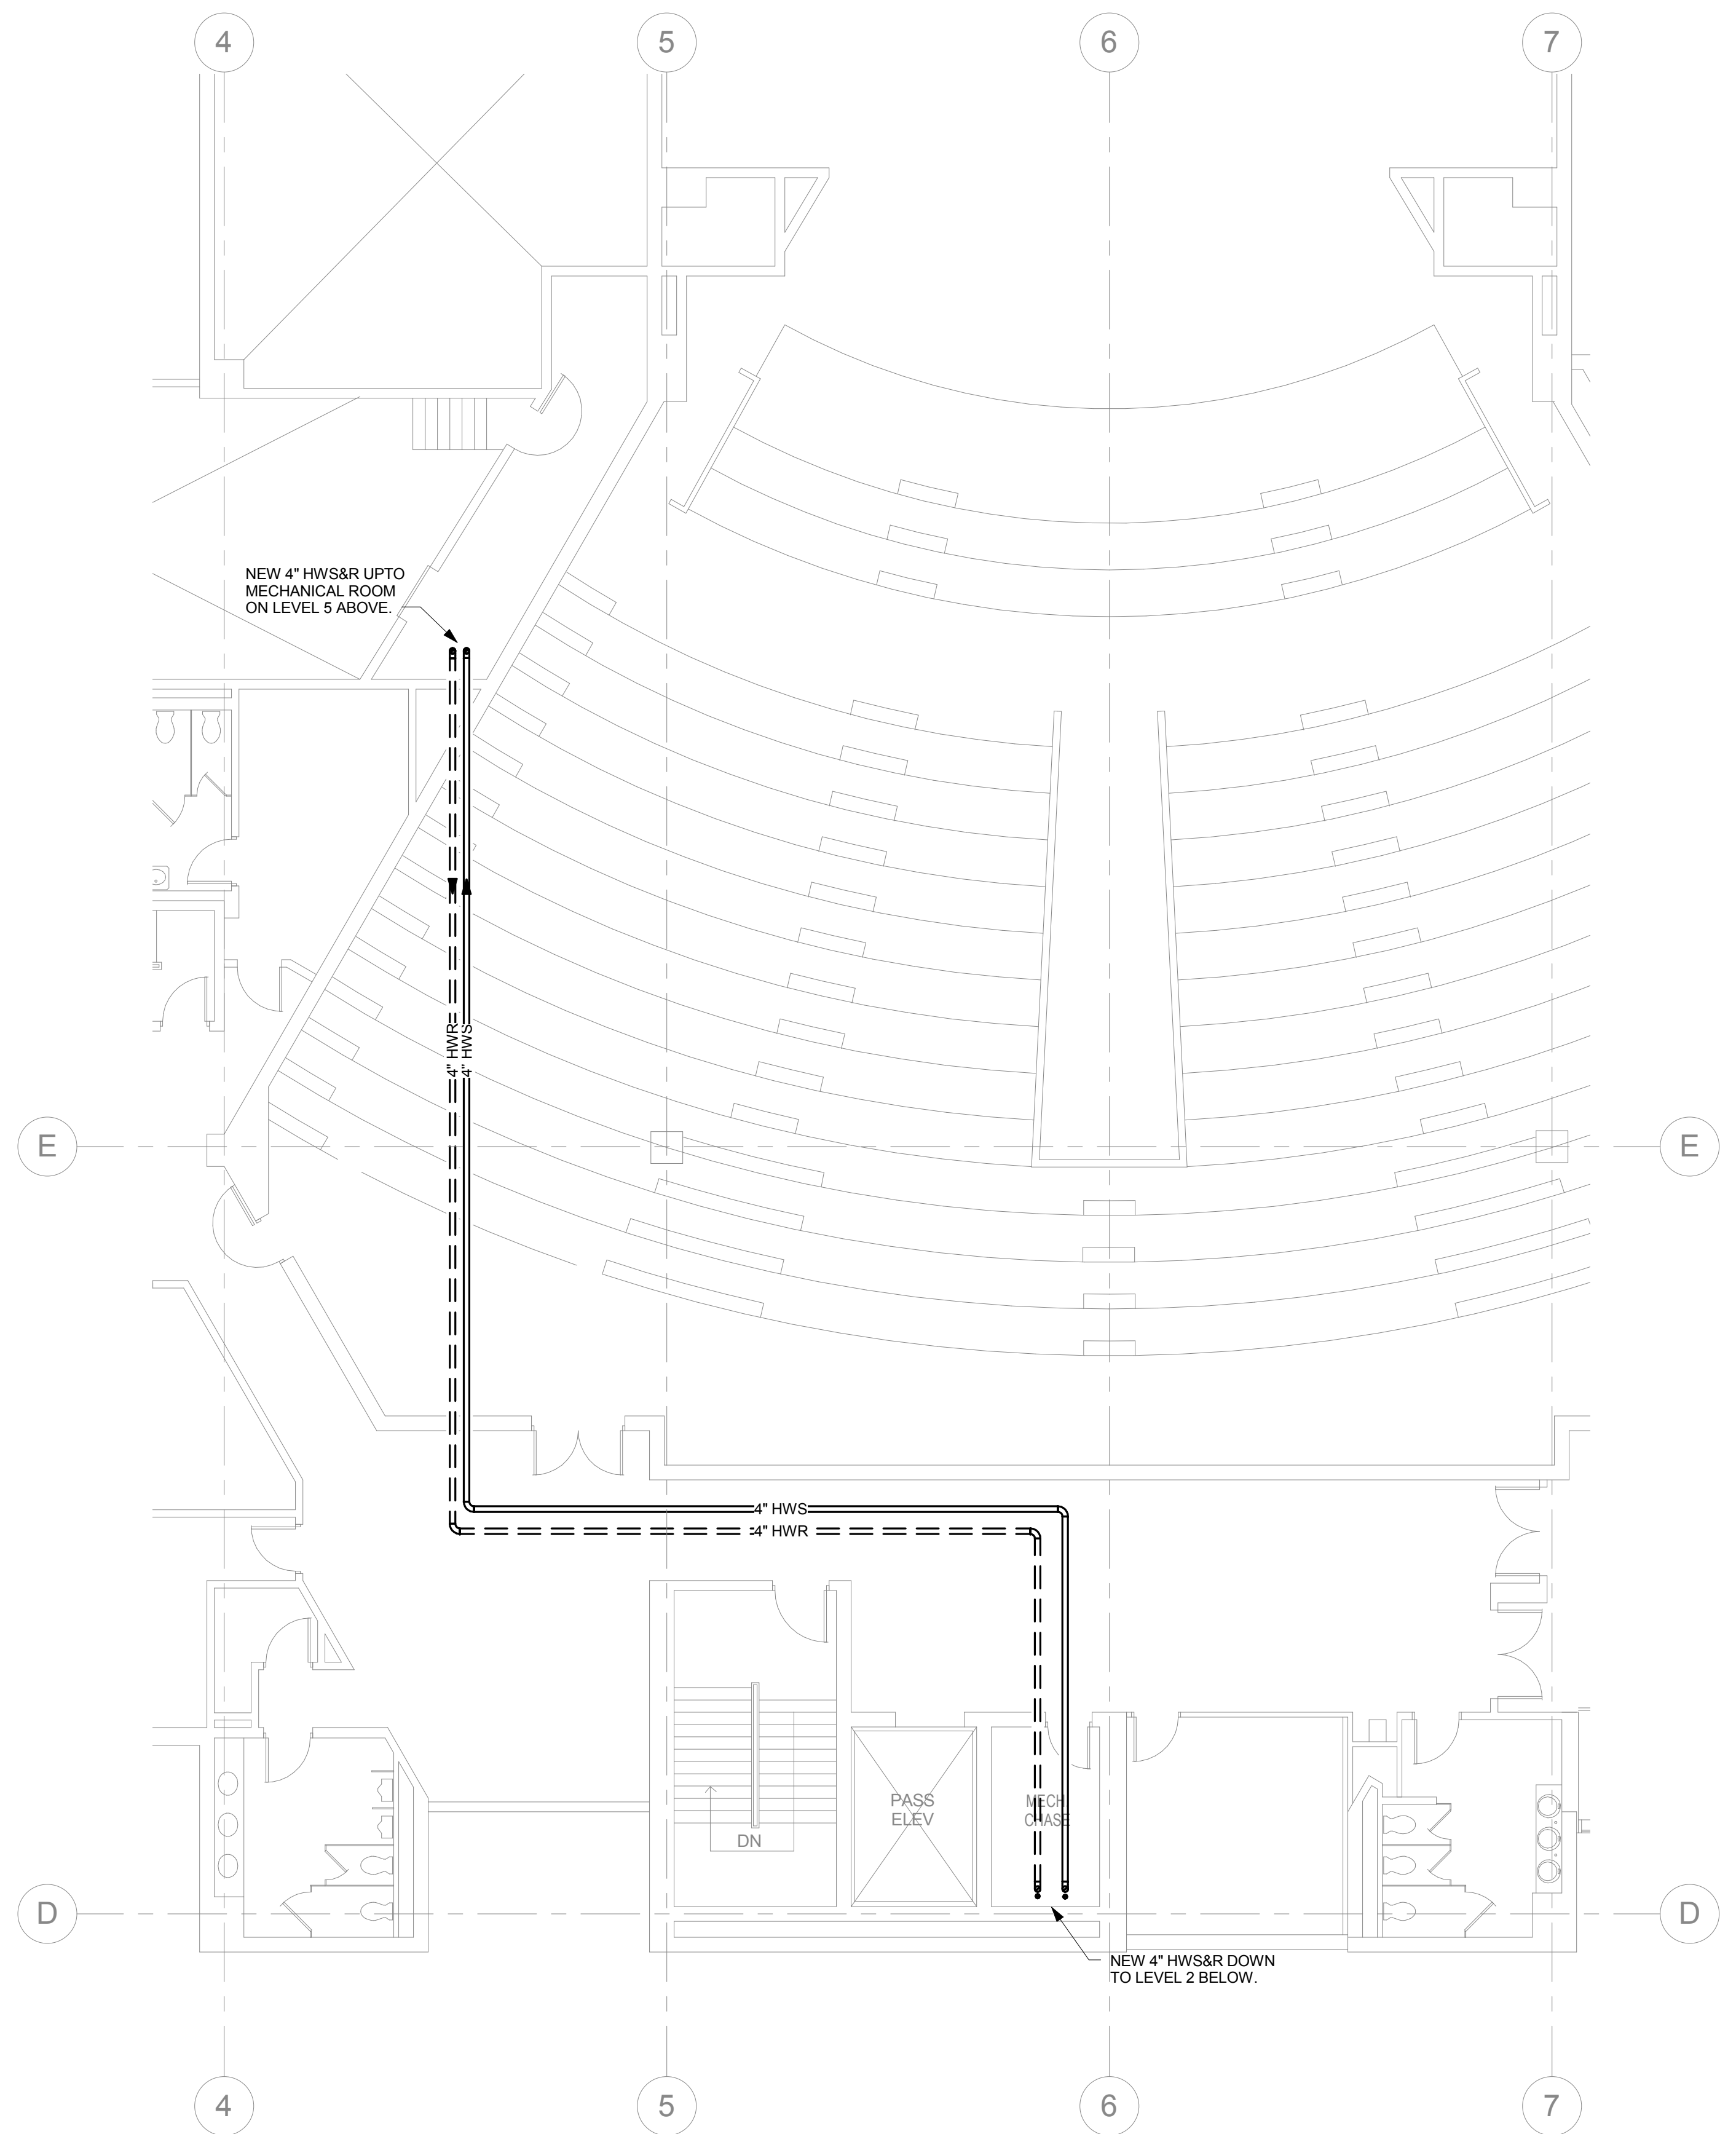 4
5
6
7
NEW 4" HWS&R UPTO
MECHANICAL ROOM
ON LEVEL 5 ABOVE.
4" HWR
4" HWS
E
E
4" HWS
4" HWR
PASS
ELEV
MECH.
CHASE
DN
D
D
NEW 4" HWS&R DOWN
TO LEVEL 2 BELOW.
4
5
6
7